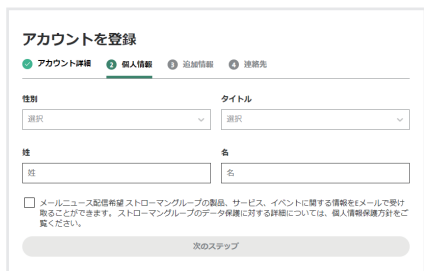 アカウントを登録
アカウント詳細 2 個人情報 3 追加情報 4 連絡先
性別 タイトル
選択 選択
姓 名
姓 名
メールニュース配信希望 ストローマングループの製品、サービス、イベントに関する情報をEメールで受け
取ることができます。 ストローマングループのデータ保護に対する詳細については、個人情報保護方針をご
覧ください。
次のステップ